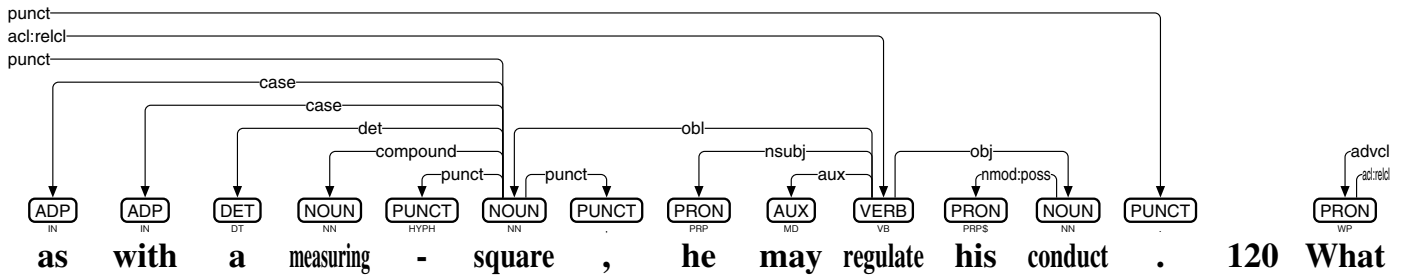 punct
acl:relcl
punct
case
case
det obl
compound nsubj obj advcl
punct punct aux nmod:poss acl:relcl
ADP ADP DET NOUN PUNCT NOUN PUNCT PRON AUX VERB PRON NOUN PUNCT PRON
IN IN DT NN HYPH NN , PRP MD VB PRP$ NN . WP
as with a measuring - square , he may regulate his conduct . 120 What